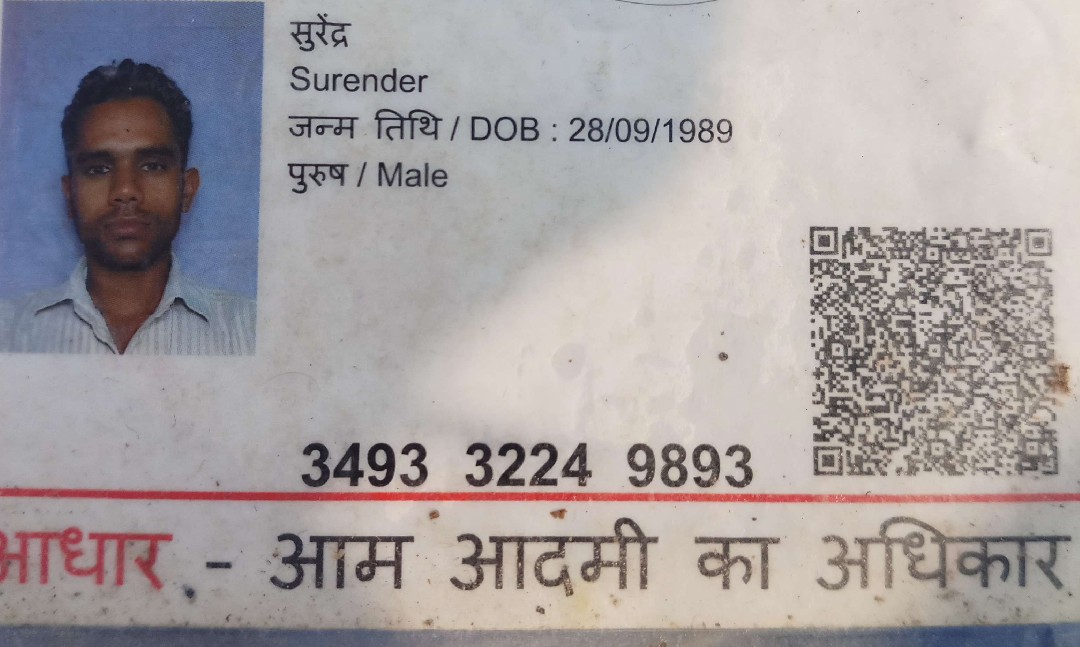 सुरेंद्र
Surender
जन्म तिथि / DOB : 28/09/1989
पुरुष / Male
3493 3224 9893
आधार - आम आदमी का अधिकार